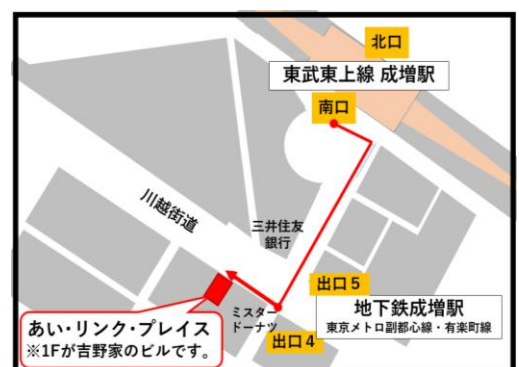 北口
東武東上線 成増駅
南口
川越街道
三井住友
銀行
出口5
地下鉄成増駅
東京メトロ副都心線・有楽町線
ミスター
ドーナツ
出口4
あい・リンク・プレイス
※1Fが吉野家のビルです。